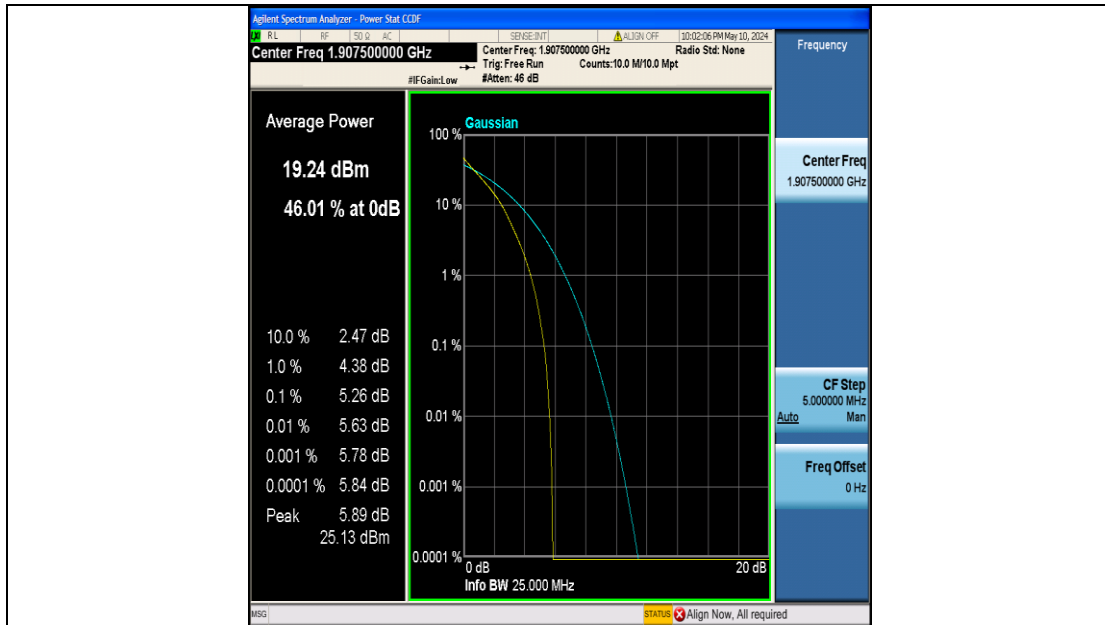 Agilent Spectrum Analyzer - Power Stat CCDF
RL RF 50 Ω AC SENSE:INT ALIGN OFF 10:02:06 PM May 10, 2024
Center Freq 1.907500000 GHz
Center Freq: 1.907500000 GHz Radio Std: None
Trig: Free Run Counts:10.0 M/10.0 Mpt
#IFGain:Low #Atten: 46 dB
Frequency
Average Power
19.24 dBm
46.01 % at 0dB
10.0 % 2.47 dB
1.0 % 4.38 dB
0.1 % 5.26 dB
0.01 % 5.63 dB
0.001 % 5.78 dB
0.0001 % 5.84 dB
Peak 5.89 dB
25.13 dBm
Gaussian
100 %
10 %
1 %
0.1 %
0.01 %
0.001 %
0.0001 %
0 dB 20 dB
Info BW 25.000 MHz
Center Freq
1.907500000 GHz
CF Step
5.000000 MHz
Auto Man
Freq Offset
0 Hz
MSG STATUS Align Now, All required